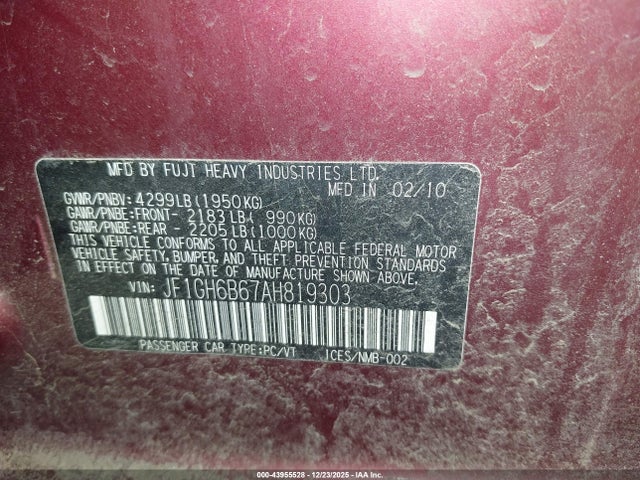 MFD BY FUJI HEAVY INDUSTRIES LTD.
MFD IN 02/10
GVWR/PNBV: 4299LB(1950KG)
GAWR/PNBE:FRONT- 2183LB( 990KG)
GAWR/PNBE:REAR - 2205LB(1000KG)
THIS VEHICLE CONFORMS TO ALL APPLICABLE FEDERAL MOTOR
VEHICLE SAFETY, BUMPER, AND THEFT PREVENTION STANDARDS
IN EFFECT ON THE DATE OF MANUFACTURE SHOWN ABOVE.
VIN: JF1GH6B67AH819303
PASSENGER CAR TYPE:PC/VT ICES/NMB-002
000-43955528 | 12/23/2025 | IAA Inc.